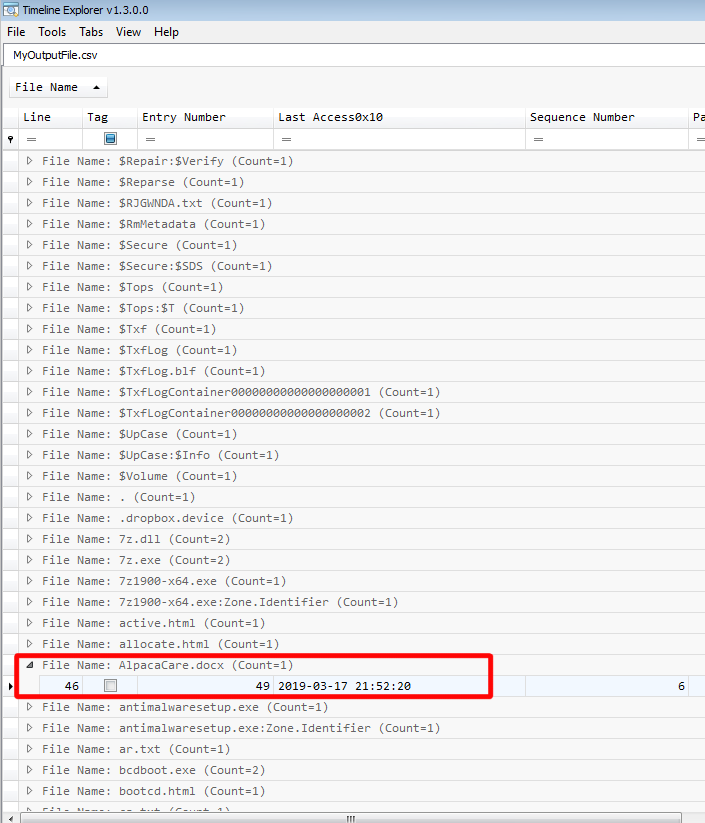 Timeline Explorer v1.3.0.0
File Tools Tabs View Help
MyOutputFile.csv
File Name
Line Tag Entry Number Last Access0x10 Sequence Number Pa
= = = = =
File Name: $Repair:$Verify (Count=1)
File Name: $Reparse (Count=1)
File Name: $RJGWNDA.txt (Count=1)
File Name: $RmMetadata (Count=1)
File Name: $Secure (Count=1)
File Name: $Secure:$SDS (Count=1)
File Name: $Tops (Count=1)
File Name: $Tops:$T (Count=1)
File Name: $Txf (Count=1)
File Name: $TxfLog (Count=1)
File Name: $TxfLog.blf (Count=1)
File Name: $TxfLogContainer00000000000000000001 (Count=1)
File Name: $TxfLogContainer00000000000000000002 (Count=1)
File Name: $UpCase (Count=1)
File Name: $UpCase:$Info (Count=1)
File Name: $Volume (Count=1)
File Name: . (Count=1)
File Name: .dropbox.device (Count=1)
File Name: 7z.dll (Count=2)
File Name: 7z.exe (Count=2)
File Name: 7z1900-x64.exe (Count=1)
File Name: 7z1900-x64.exe:Zone.Identifier (Count=1)
File Name: active.html (Count=1)
File Name: allocate.html (Count=1)
File Name: AlpacaCare.docx (Count=1)
46 49 2019-03-17 21:52:20 6
File Name: antimalwaresetup.exe (Count=1)
File Name: antimalwaresetup.exe:Zone.Identifier (Count=1)
File Name: ar.txt (Count=1)
File Name: bcdboot.exe (Count=2)
File Name: bootcd.html (Count=1)